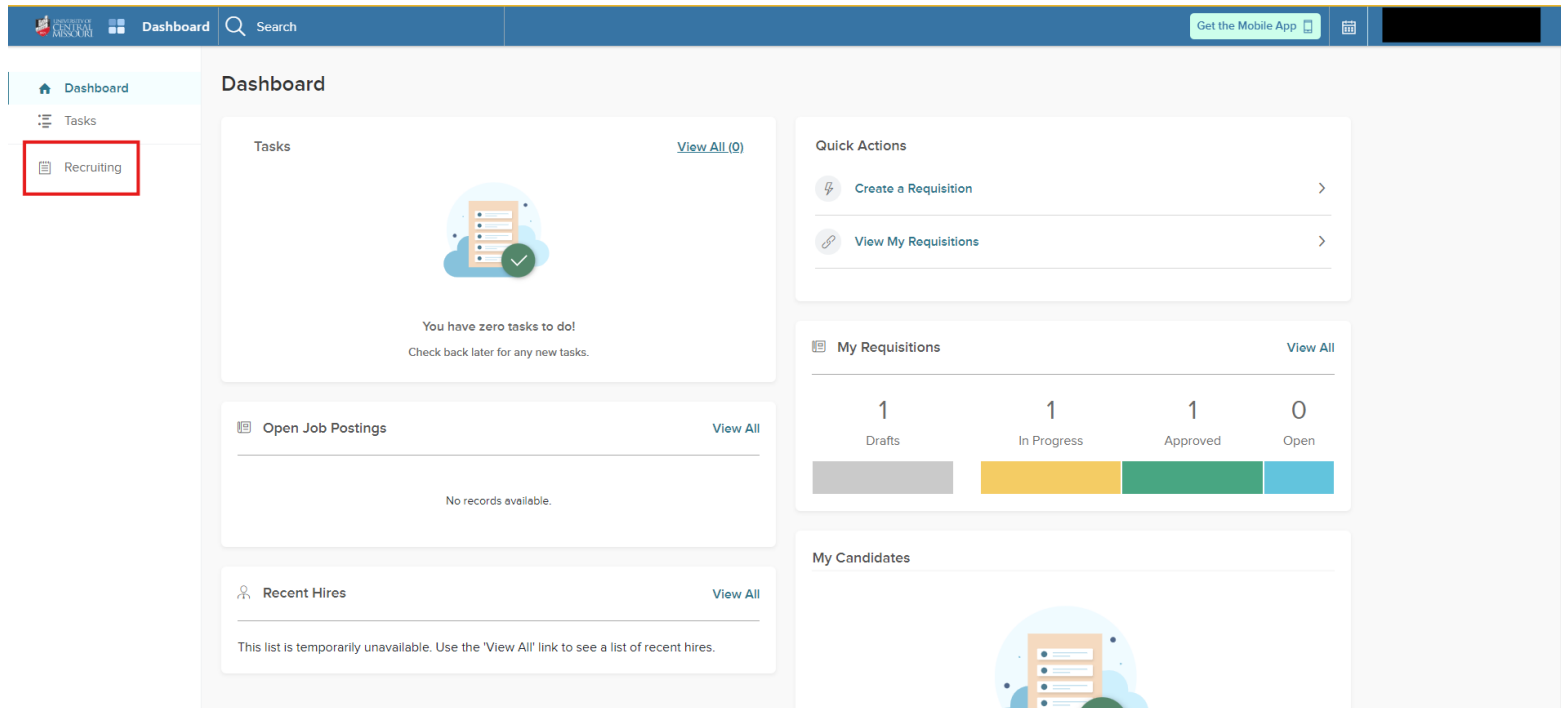 UNIVERSITY OF
CENTRAL
MISSOURI
Dashboard
Search
Get the Mobile App
Dashboard
Tasks
Recruiting
Dashboard
Tasks
View All (0)
You have zero tasks to do!
Check back later for any new tasks.
Open Job Postings
View All
No records available.
Recent Hires
View All
This list is temporarily unavailable. Use the 'View All' link to see a list of recent hires.
Quick Actions
Create a Requisition
View My Requisitions
My Requisitions
View All
1 1 1 0
Drafts In Progress Approved Open
My Candidates